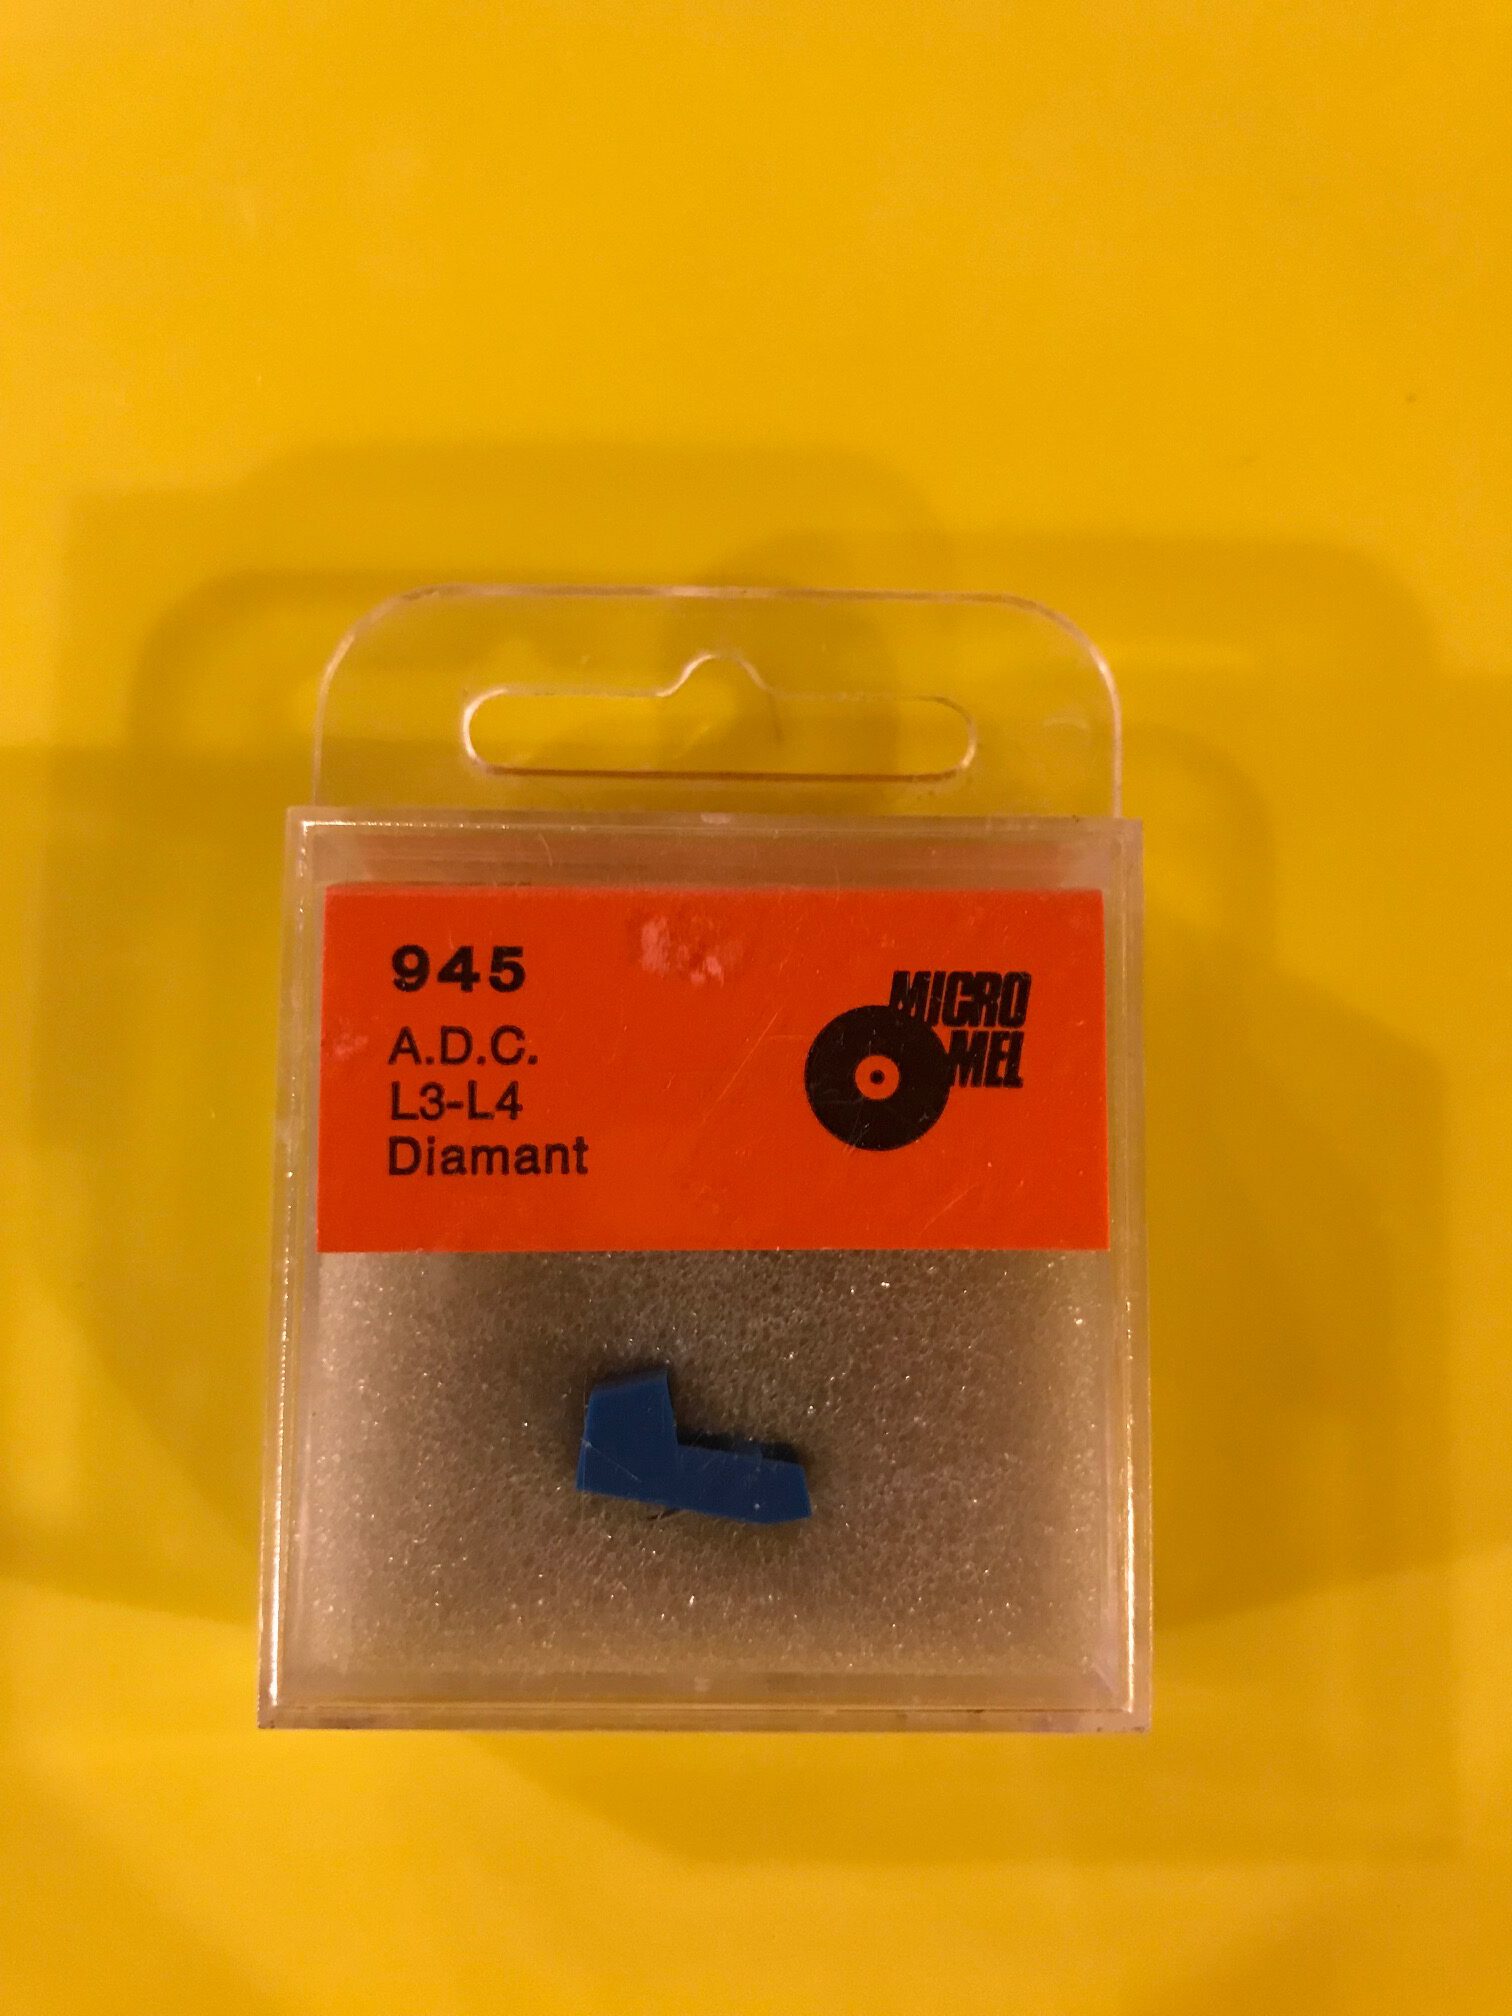 945
A.D.C.
L3-L4
Diamant
MICRO
MEL